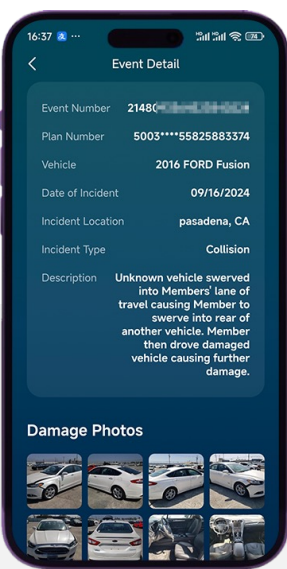 16:37
Event Detail
Event Number 2148
Plan Number 5003****55825883374
Vehicle 2016 FORD Fusion
Date of Incident 09/16/2024
Incident Location pasadena, CA
Incident Type Collision
Description Unknown vehicle swerved
into Members' lane of
travel causing Member to
swerve into rear of
another vehicle. Member
then drove damaged
vehicle causing further
damage.
Damage Photos